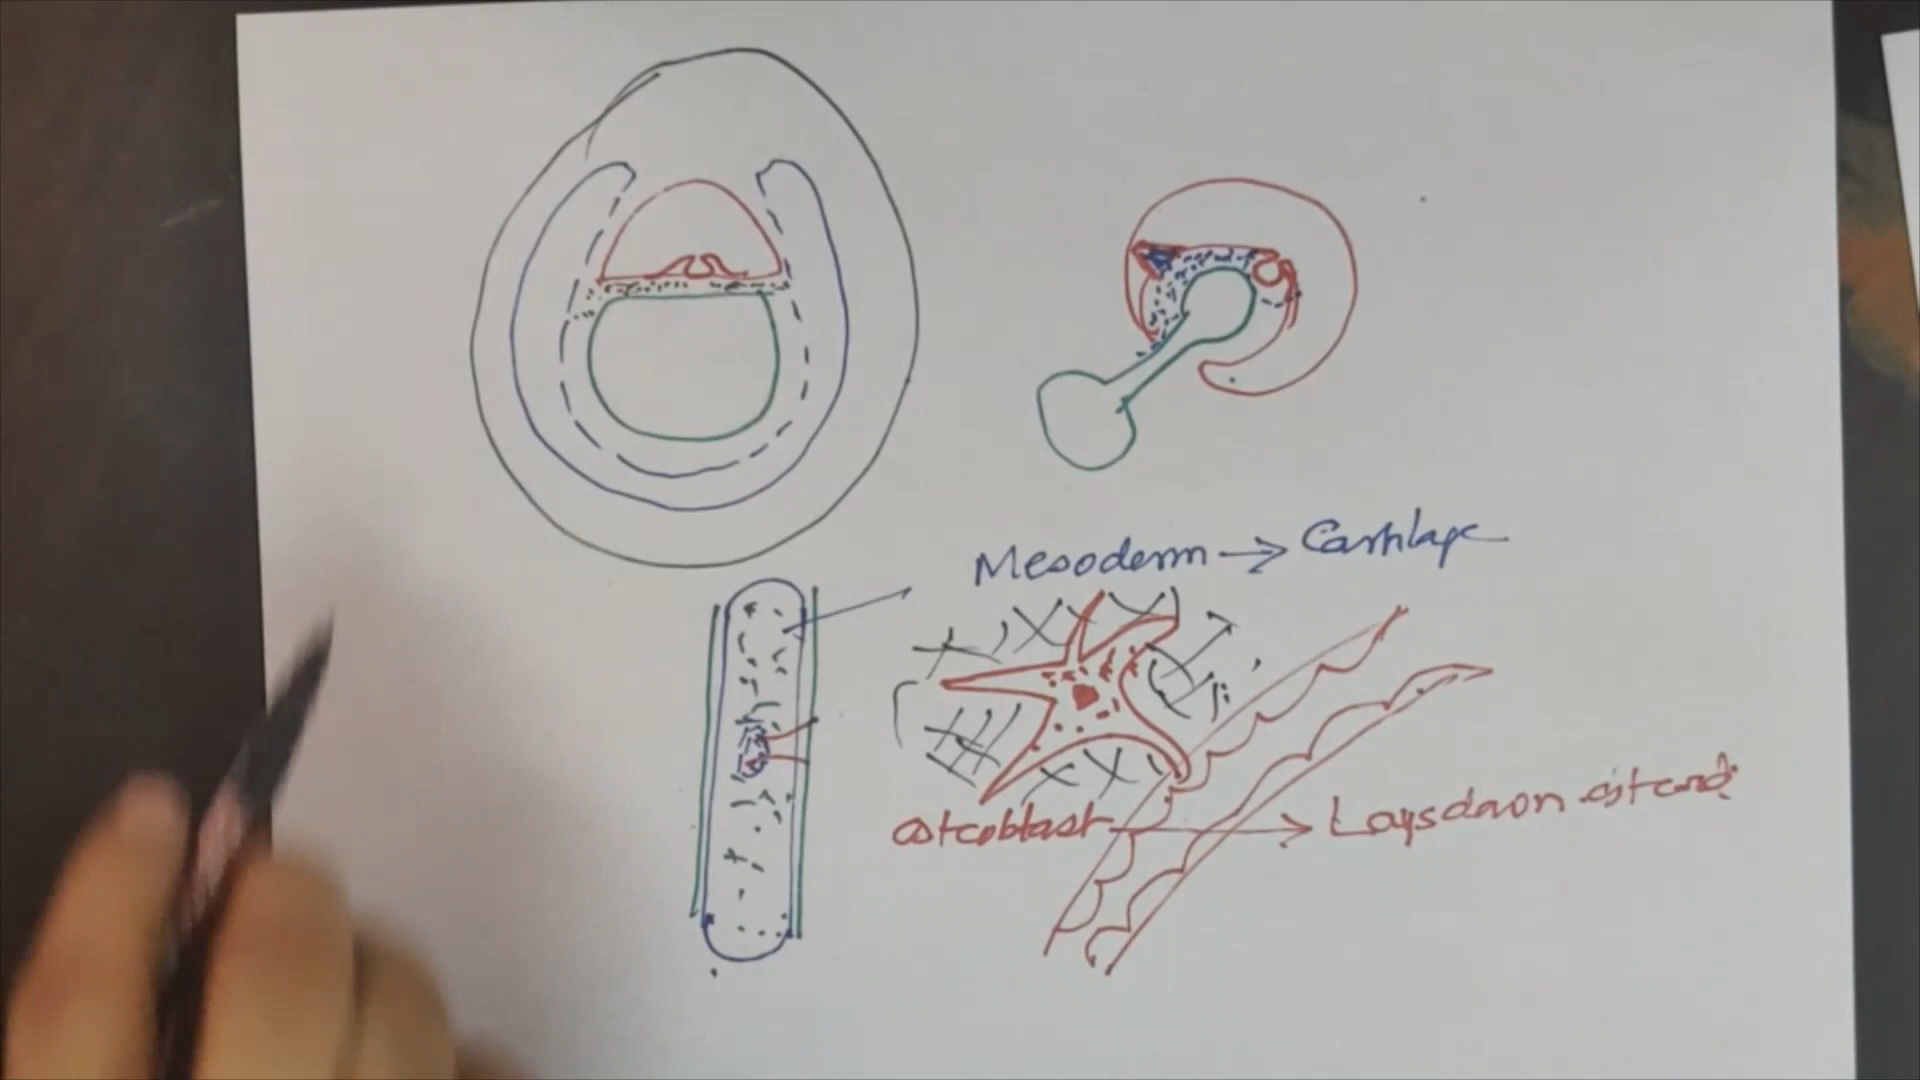 Mesoderm → Cartilage
osteoblast → Lays down osteoid